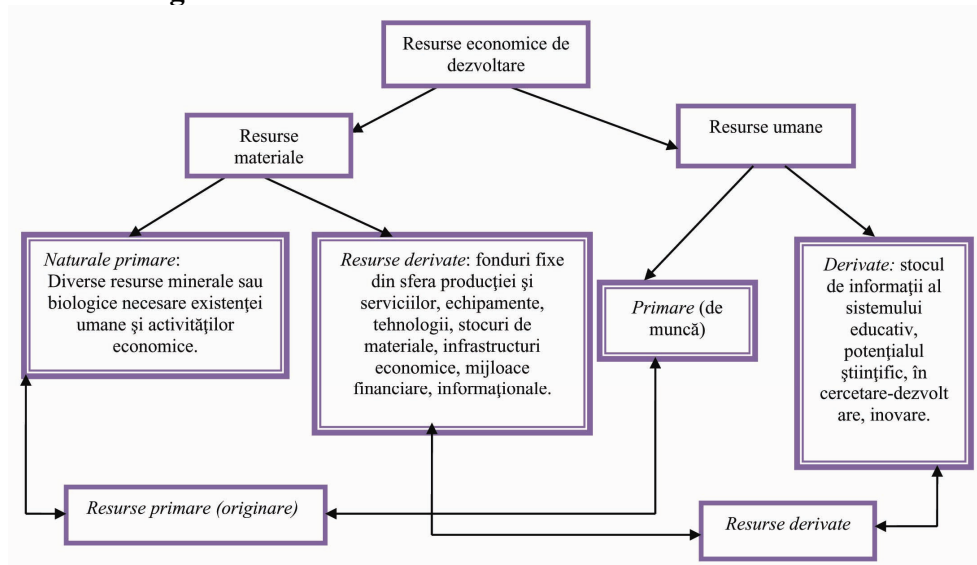 Resurse economice de
dezvoltare
Resurse
materiale
Resurse umane
Naturale primare:
Diverse resurse minerale sau
biologice necesare existenţei
umane şi activităţilor
economice.
Resurse derivate: fonduri fixe
din sfera producţiei şi
serviciilor, echipamente,
tehnologii, stocuri de
materiale, infrastructuri
economice, mijloace
financiare, informaţionale.
Primare (de
muncă)
Derivate: stocul
de informaţii al
sistemului
educativ,
potenţialul
ştiinţific, în
cercetare-dezvolt
are, inovare.
Resurse primare (originare)
Resurse derivate